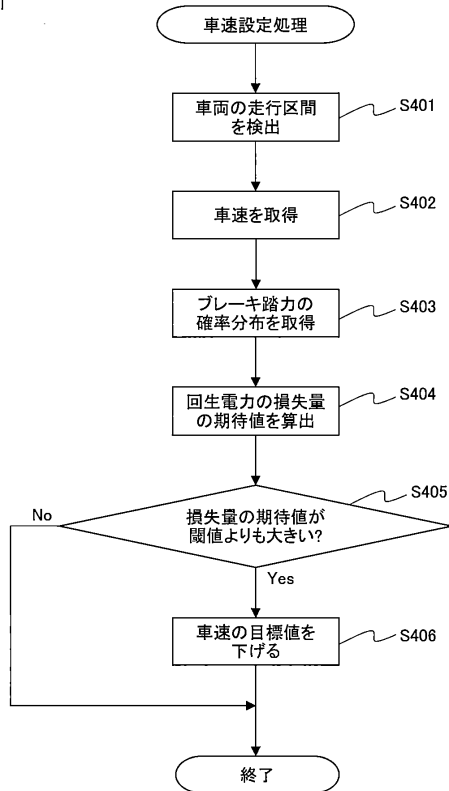 車速設定処理
車両の走行区間
を検出
S401
車速を取得
S402
ブレーキ踏力の
確率分布を取得
S403
回生電力の損失量
の期待値を算出
S404
損失量の期待値が
閾値よりも大きい?
S405
No
Yes
車速の目標値を
下げる
S406
終了